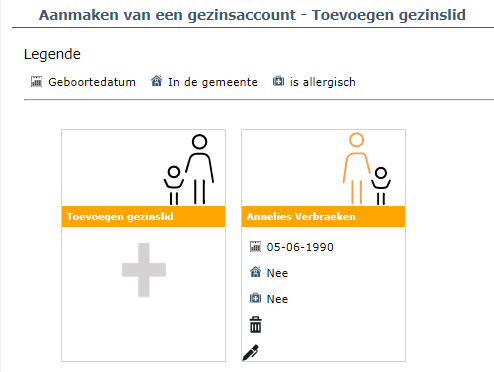 Aanmaken van een gezinsaccount - Toevoegen gezinslid
Legende
Geboortedatum In de gemeente is allergisch
Toevoegen gezinslid
Annelies Verbraeken
05-06-1990
Nee
Nee